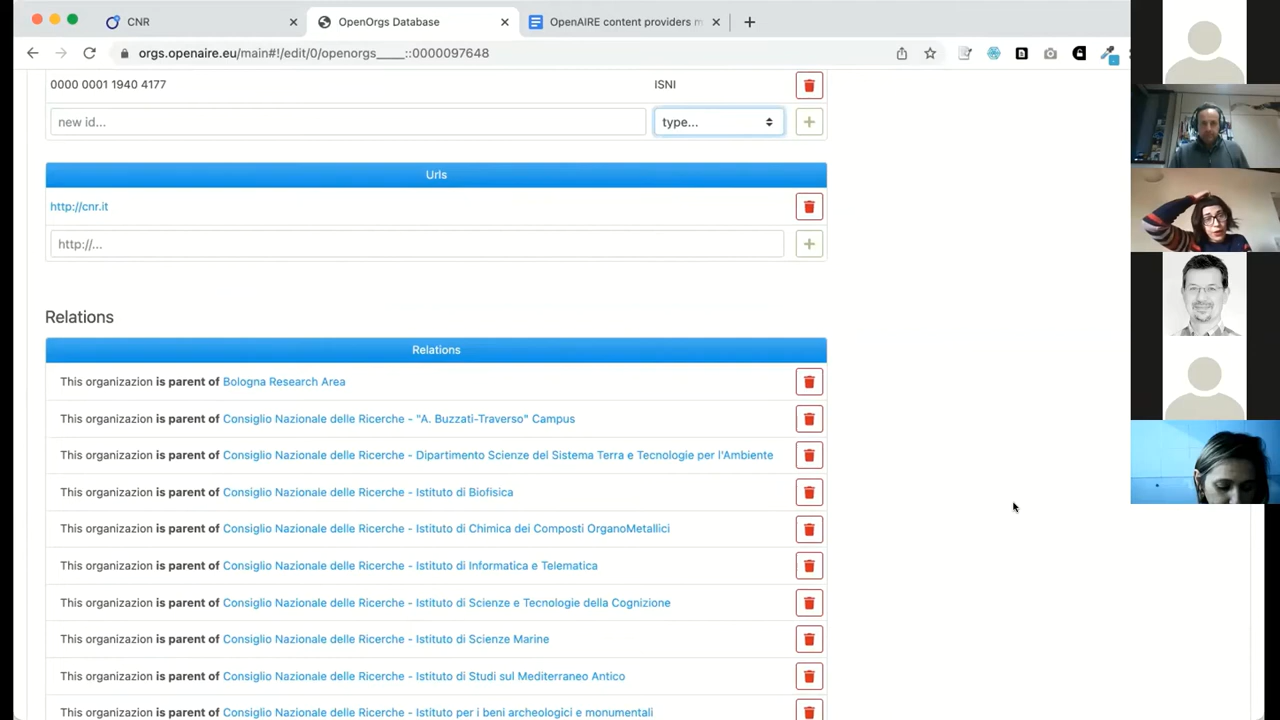 CNR
OpenOrgs Database
OpenAIRE content providers m
orgs.openaire.eu/main#!/edit/0/openorgs____::0000097648
0000 0001 1940 4177 ISNI
new id... type...
Urls
http://cnr.it
http://...
Relations
Relations
This organizazion is parent of Bologna Research Area
This organizazion is parent of Consiglio Nazionale delle Ricerche - "A. Buzzati-Traverso" Campus
This organizazion is parent of Consiglio Nazionale delle Ricerche - Dipartimento Scienze del Sistema Terra e Tecnologie per l'Ambiente
This organizazion is parent of Consiglio Nazionale delle Ricerche - Istituto di Biofisica
This organizazion is parent of Consiglio Nazionale delle Ricerche - Istituto di Chimica dei Composti OrganoMetallici
This organizazion is parent of Consiglio Nazionale delle Ricerche - Istituto di Informatica e Telematica
This organizazion is parent of Consiglio Nazionale delle Ricerche - Istituto di Scienze e Tecnologie della Cognizione
This organizazion is parent of Consiglio Nazionale delle Ricerche - Istituto di Scienze Marine
This organizazion is parent of Consiglio Nazionale delle Ricerche - Istituto di Studi sul Mediterraneo Antico
This organizazion is parent of Consiglio Nazionale delle Ricerche - Istituto per i beni archeologici e monumentali